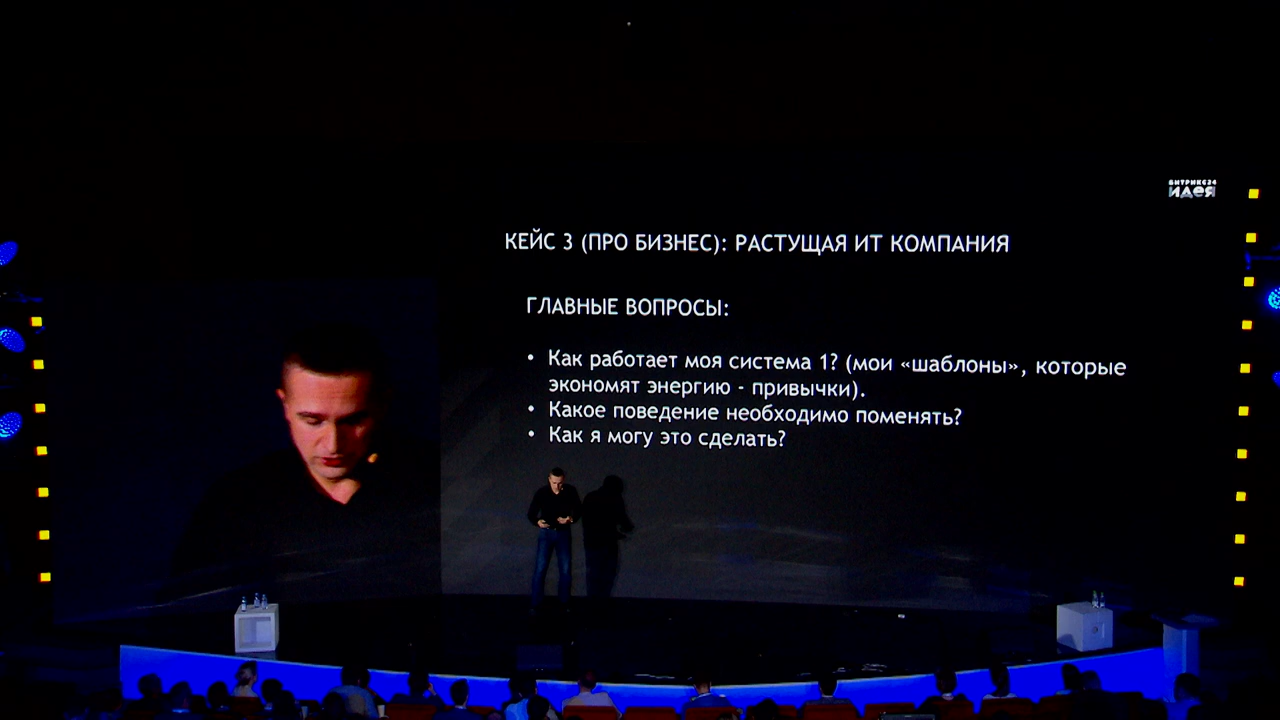 БИТРИКС24
идея
КЕЙС 3 (ПРО БИЗНЕС): РАСТУЩАЯ ИТ КОМПАНИЯ
ГЛАВНЫЕ ВОПРОСЫ:
• Как работает моя система 1? (мои «шаблоны», которые
экономят энергию - привычки).
• Какое поведение необходимо поменять?
• Как я могу это сделать?